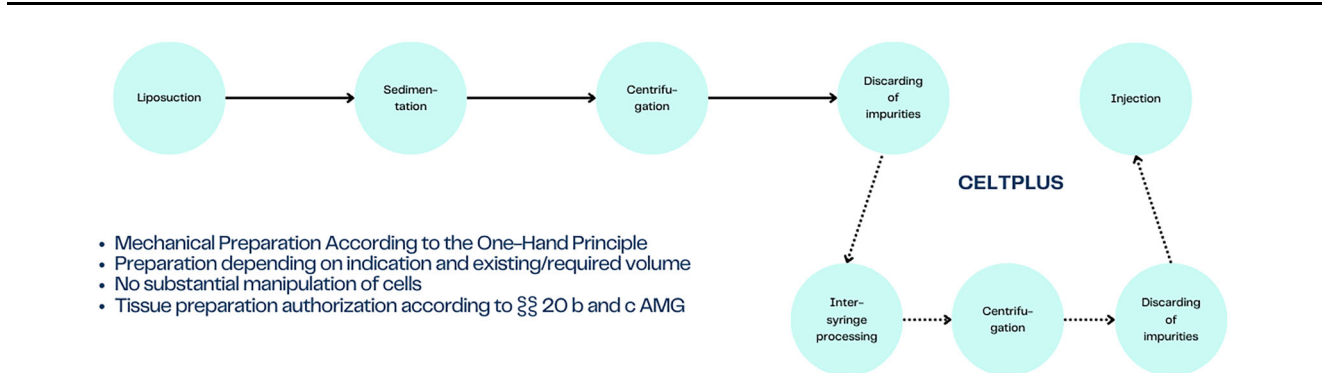 Liposuction
Sedimen-
tation
Centrifu-
gation
Discarding
of
impurities
Injection
CELTPLUS
• Mechanical Preparation According to the One-Hand Principle
• Preparation depending on indication and existing/required volume
• No substantial manipulation of cells
• Tissue preparation authorization according to §§ 20 b and c AMG
Inter-
syringe
processing
Centrifu-
gation
Discarding
of
impurities